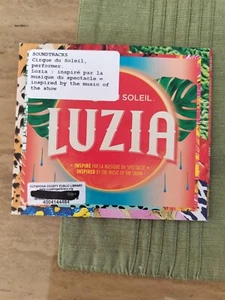 SOUNDTRACKS
Cirque du Soleil,
performer.
Luzia : inspiré par la
musique du spectacle =
inspired by the music of
the show
SOLEIL.
LUZIA
INSPIRÉ PAR LA MUSIQUE DU SPECTACLE
INSPIRED BY THE MUSIC OF THE SHOW
COUNTY PUBLIC LIBRARY